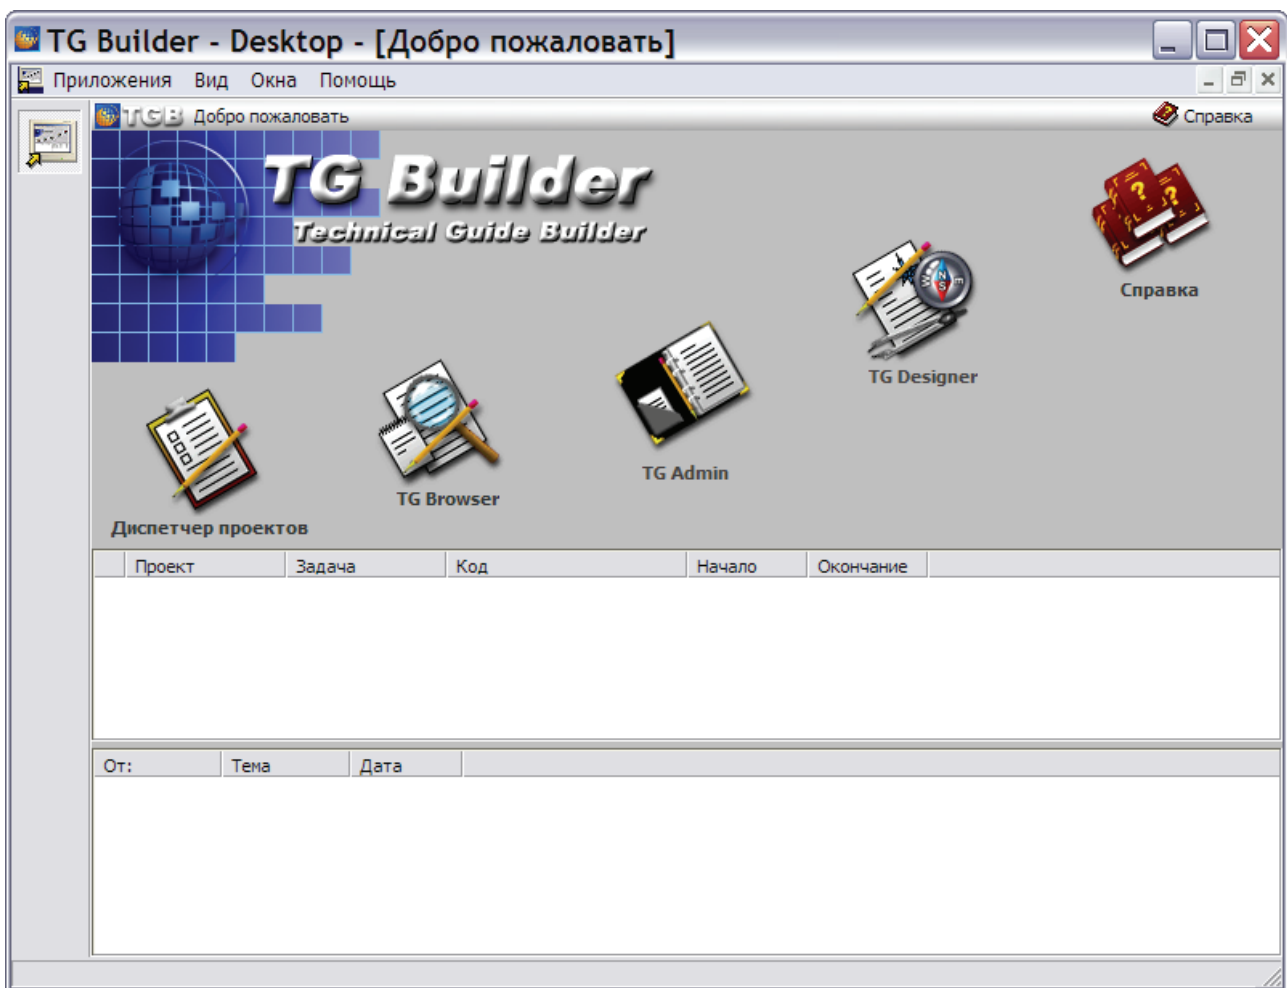 TG Builder - Desktop - [Добро пожаловать]
Приложения Вид Окна Помощь
TGB Добро пожаловать Справка
TG Builder
Technical Guide Builder
Справка
TG Designer
TG Admin
TG Browser
Диспетчер проектов
Проект Задача Код Начало Окончание
От: Тема Дата